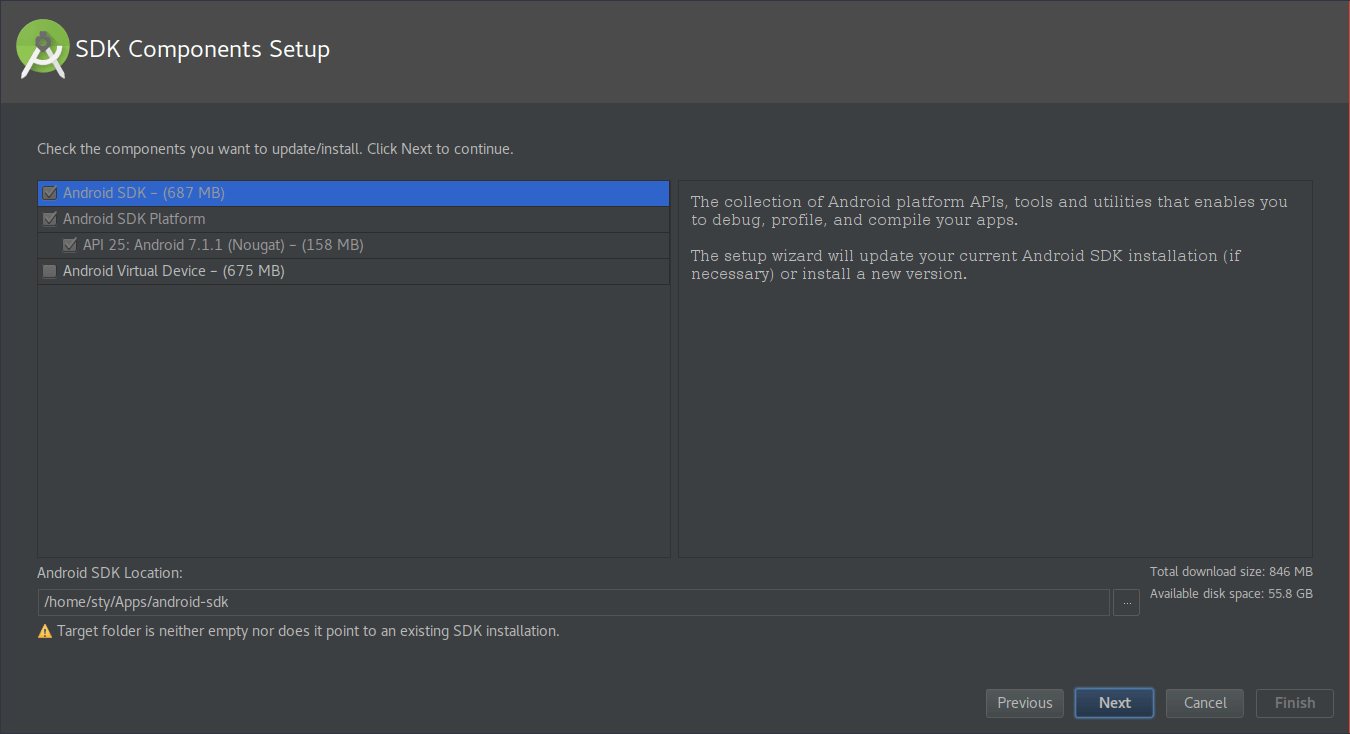 SDK Components Setup
Check the components you want to update/install. Click Next to continue.
Android SDK – (687 MB)
Android SDK Platform
API 25: Android 7.1.1 (Nougat) – (158 MB)
Android Virtual Device – (675 MB)
The collection of Android platform APIs, tools and utilities that enables you
to debug, profile, and compile your apps.
The setup wizard will update your current Android SDK installation (if
necessary) or install a new version.
Android SDK Location:
/home/sty/Apps/android-sdk
...
Total download size: 846 MB
Available disk space: 55.8 GB
Target folder is neither empty nor does it point to an existing SDK installation.
Previous
Next
Cancel
Finish